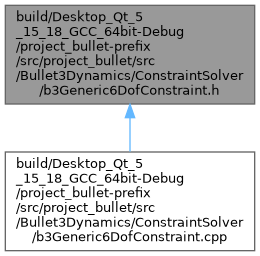 build/Desktop_Qt_5
_15_18_GCC_64bit-Debug
/project_bullet-prefix
/src/project_bullet/src
/Bullet3Dynamics/ConstraintSolver
/b3Generic6DofConstraint.h
build/Desktop_Qt_5
_15_18_GCC_64bit-Debug
/project_bullet-prefix
/src/project_bullet/src
/Bullet3Dynamics/ConstraintSolver
/b3Generic6DofConstraint.cpp